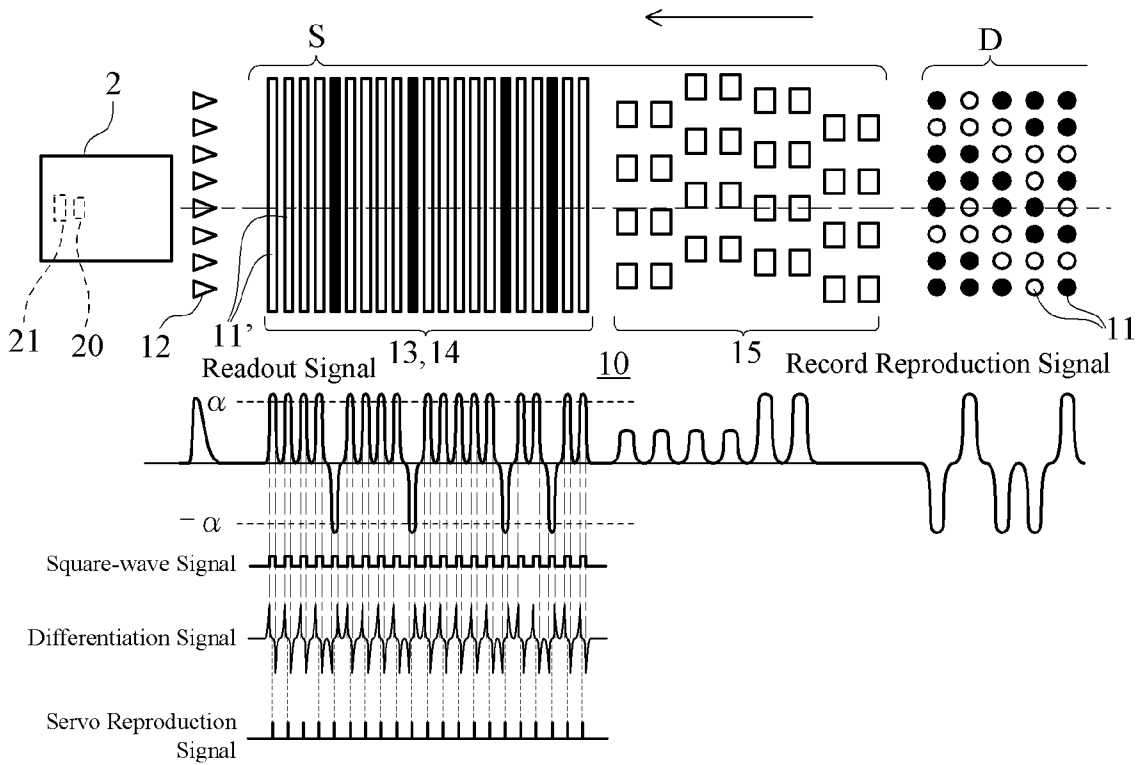 S
D
2
21
20
12
11'
13, 14
15
11
Readout Signal
10
Record Reproduction Signal
α
−α
Square-wave Signal
Differentiation Signal
Servo Reproduction
Signal